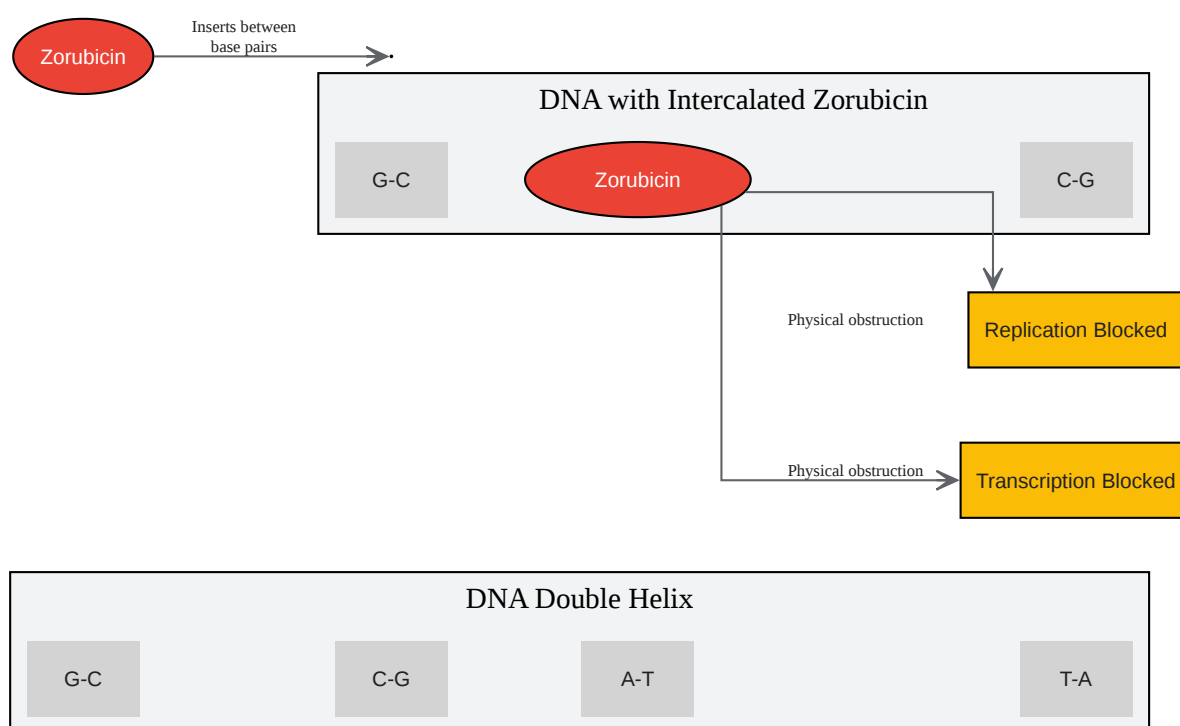 Inserts between
base pairs
Zorubicin
DNA with Intercalated Zorubicin
G-C
Zorubicin
C-G
Physical obstruction
Replication Blocked
Physical obstruction
Transcription Blocked
DNA Double Helix
G-C
C-G
A-T
T-A